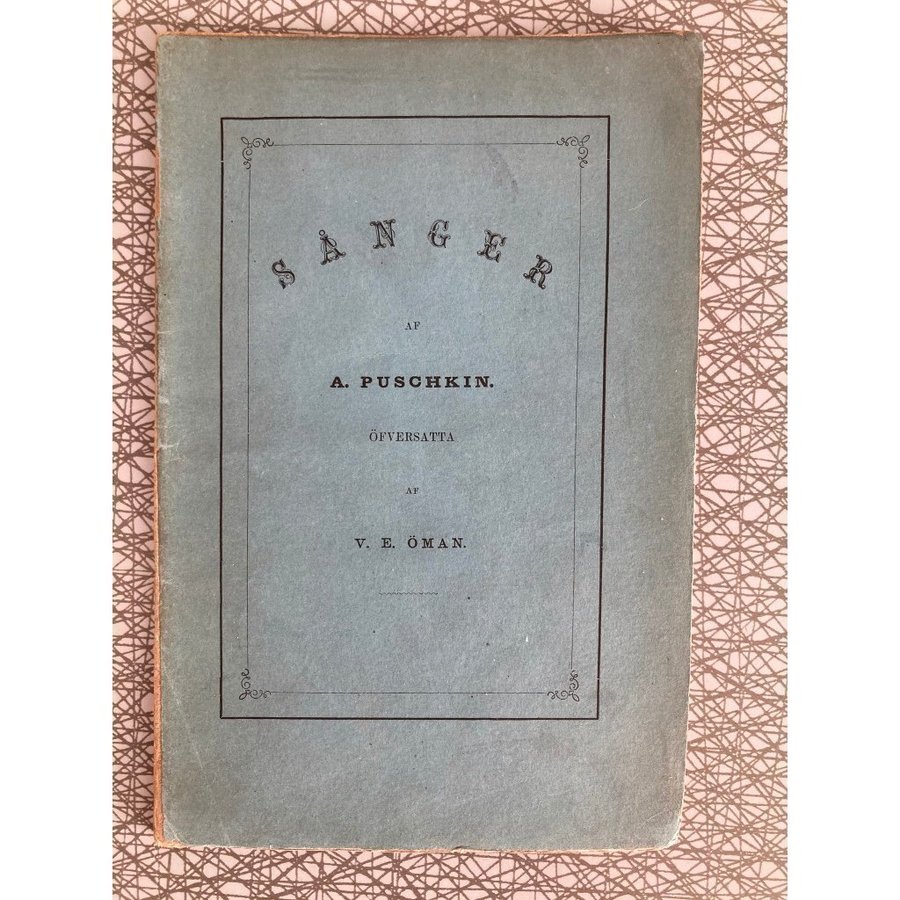 SÅNGER
AF
A. PUSCHKIN.
ÖFVERSATTA
AF
V. E. ÖMAN.